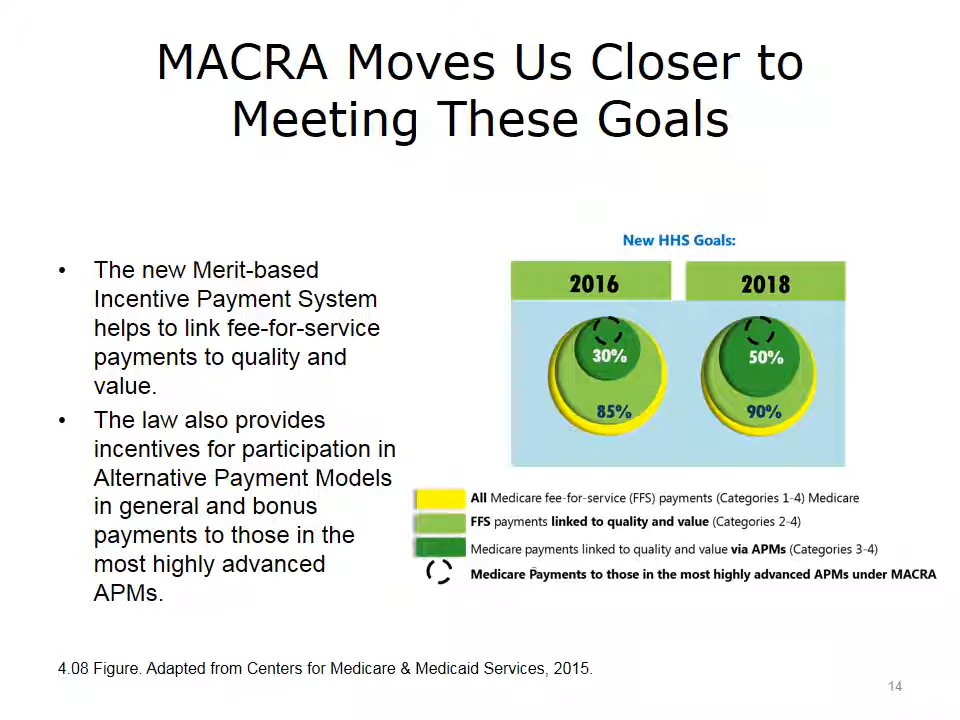 MACRA Moves Us Closer to
Meeting These Goals
• The new Merit-based
Incentive Payment System
helps to link fee-for-service
payments to quality and
value.
• The law also provides
incentives for participation in
Alternative Payment Models
in general and bonus
payments to those in the
most highly advanced
APMs.
New HHS Goals:
2016
2018
30%
50%
85%
90%
All Medicare fee-for-service (FFS) payments (Categories 1-4) Medicare
FFS payments linked to quality and value (Categories 2-4)
Medicare payments linked to quality and value via APMs (Categories 3-4)
Medicare Payments to those in the most highly advanced APMs under MACRA
4.08 Figure. Adapted from Centers for Medicare & Medicaid Services, 2015.
14